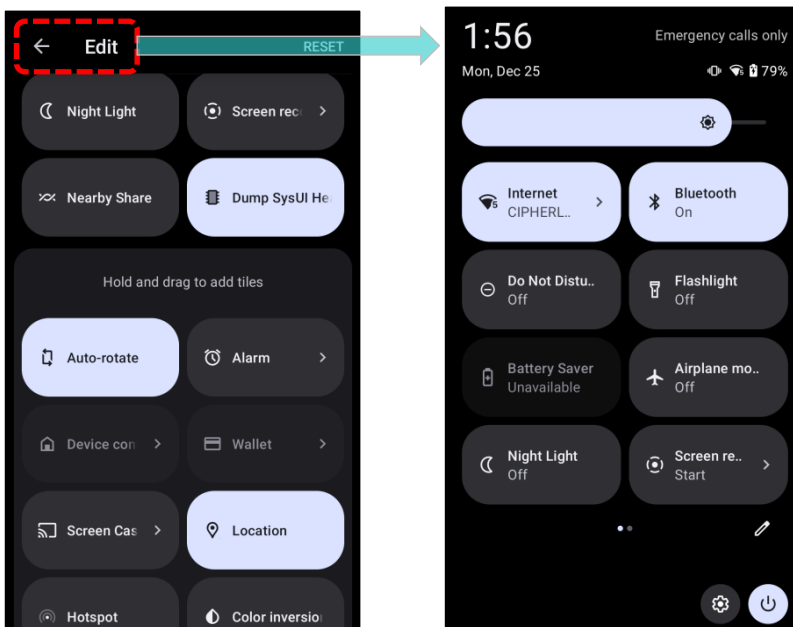 Edit
RESET
Night Light
Screen rec
Nearby Share
Dump SysUI He
Hold and drag to add tiles
Auto-rotate
Alarm
Device con
Wallet
Screen Cas
Location
Hotspot
Color inversio
1:56
Emergency calls only
Mon, Dec 25
79%
Internet
CIPHERL..
Bluetooth
On
Do Not Distu..
Off
Flashlight
Off
Battery Saver
Unavailable
Airplane mo..
Off
Night Light
Off
Screen re..
Start